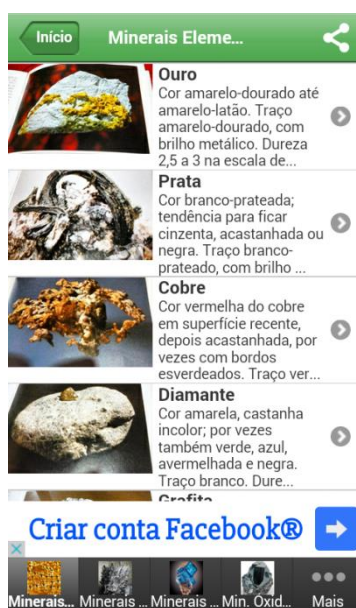 Início
Minerais Eleme...
Ouro
Cor amarelo-dourado até
amarelo-latão. Traço
amarelo-dourado, com
brilho metálico. Dureza
2,5 a 3 na escala de...
Prata
Cor branco-prateada;
tendência para ficar
cinzenta, acastanhada ou
negra. Traço branco-
prateado, com brilho ...
Cobre
Cor vermelha do cobre
em superfície recente,
depois acastanhada, por
vezes com bordos
esverdeados. Traço ver...
Diamante
Cor amarela, castanha
incolor; por vezes
também verde, azul,
avermelhada e negra.
Traço branco. Dure...
Grafita
Criar conta Facebook®
Minerais... Minerais ... Minerais ... Min. Oxid... Mais